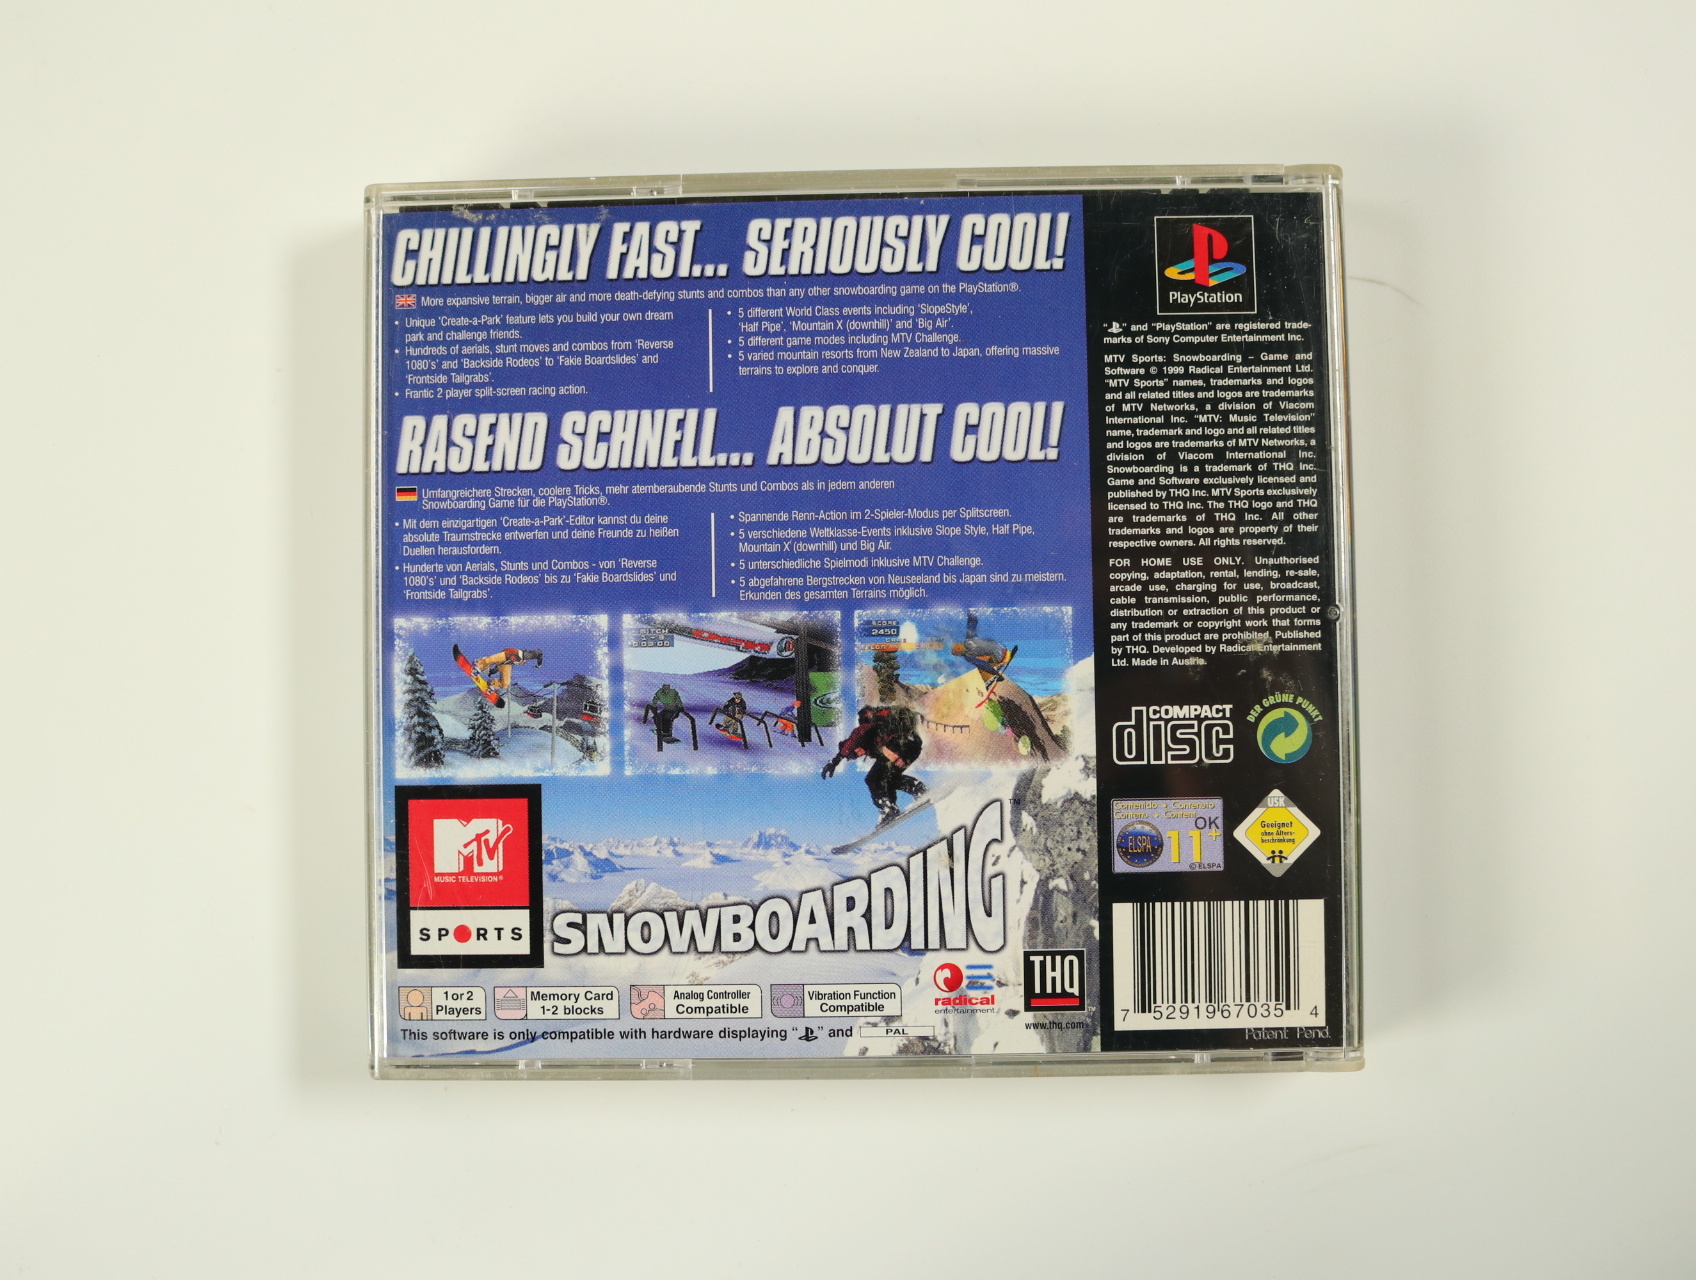 CHILLINGLY FAST... SERIOUSLY COOL!
More expansive terrain, bigger air and more death-defying stunts and combos than any other snowboarding game on the PlayStation®.
• Unique 'Create-a-Park' feature lets you build your own dream
park and challenge friends.
• Hundreds of aerials, stunt moves and combos from 'Reverse
1080's' and 'Backside Rodeos' to 'Fakie Boardslides' and
'Frontside Tailgrabs'.
• Frantic 2 player split-screen racing action.
• 5 different World Class events including 'SlopeStyle',
'Half Pipe', 'Mountain X (downhill)' and 'Big Air'.
• 5 different game modes including MTV Challenge.
• 5 varied mountain resorts from New Zealand to Japan, offering massive
terrains to explore and conquer.
RASEND SCHNELL... ABSOLUT COOL!
Umfangreichere Strecken, coolere Tricks, mehr atemberaubende Stunts und Combos als in jedem anderen
Snowboarding Game für die PlayStation®.
• Mit dem einzigartigen 'Create-a-Park'-Editor kannst du deine
absolute Traumstrecke entwerfen und deine Freunde zu heißen
Duellen herausfordern.
• Hunderte von Aerials, Stunts und Combos - von 'Reverse
1080's' und 'Backside Rodeos' bis zu 'Fakie Boardslides' und
'Frontside Tailgrabs'.
• Spannende Renn-Action im 2-Spieler-Modus per Splitscreen.
• 5 verschiedene Weltklasse-Events inklusive Slope Style, Half Pipe,
Mountain X (downhill) und Big Air.
• 5 unterschiedliche Spielmodi inklusive MTV Challenge.
• 5 abgefahrene Bergstrecken von Neuseeland bis Japan sind zu meistern.
Erkunden des gesamten Terrains möglich.
SCORE
2450
MTV
MUSIC TELEVISION®
SPORTS
SNOWBOARDING™
radical
entertainment
THQ
www.thq.com
1 or 2
Players
Memory Card
1-2 blocks
Analog Controller
Compatible
Vibration Function
Compatible
This software is only compatible with hardware displaying " " and PAL
PlayStation
" " and "PlayStation" are registered trade-
marks of Sony Computer Entertainment Inc.
MTV Sports: Snowboarding – Game and
Software © 1999 Radical Entertainment Ltd.
"MTV Sports" names, trademarks and logos
and all related titles and logos are trademarks
of MTV Networks, a division of Viacom
International Inc. "MTV: Music Television"
name, trademark and logo and all related titles
and logos are trademarks of MTV Networks, a
division of Viacom International Inc.
Snowboarding is a trademark of THQ Inc.
Game and Software exclusively licensed and
published by THQ Inc. MTV Sports exclusively
licensed to THQ Inc. The THQ logo and THQ
are trademarks of THQ Inc. All other
trademarks and logos are property of their
respective owners. All rights reserved.
FOR HOME USE ONLY. Unauthorised
copying, adaptation, rental, lending, re-sale,
arcade use, charging for use, broadcast,
cable transmission, public performance,
distribution or extraction of this product or
any trademark or copyright work that forms
part of this product are prohibited. Published
by THQ. Developed by Radical Entertainment
Ltd. Made in Austria.
COMPACT
disc
DER GRÜNE PUNKT
Contenido • Contenuto
Contenu • Content
OK
ELSPA
11+
© ELSPA
USK
Geeignet
ohne Alters-
beschränkung
7 52919 67035 4
Patent Pend.